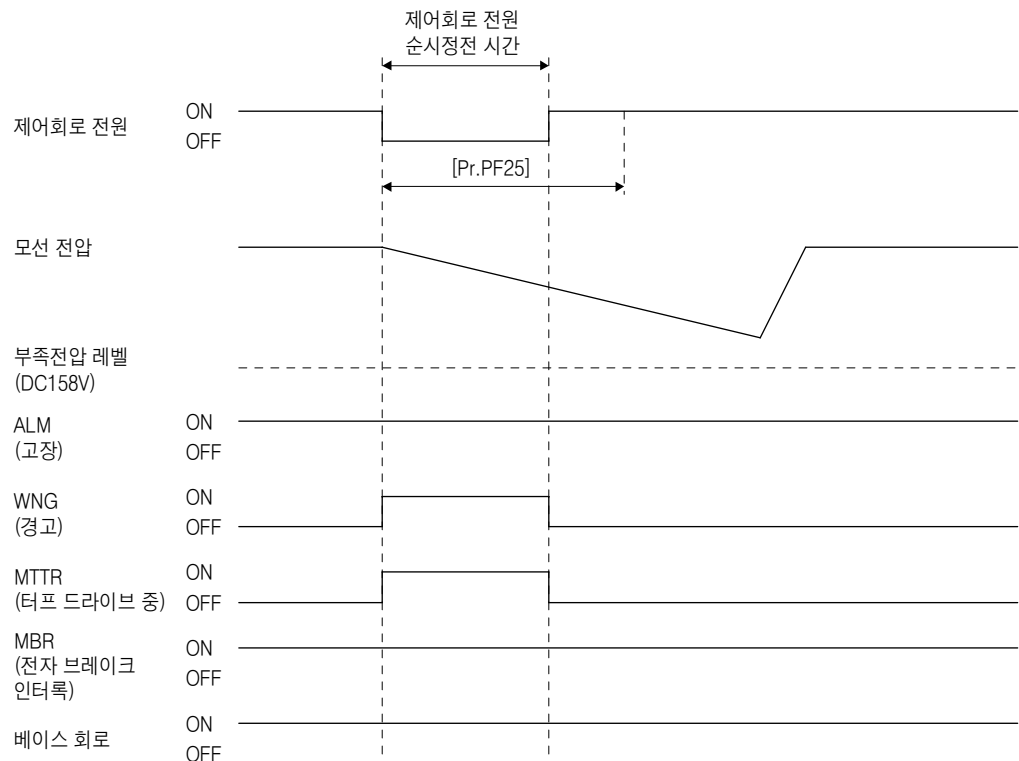 제어회로 전원
순시정전 시간
제어회로 전원
ON
OFF
[Pr.PF25]
모선 전압
부족전압 레벨
(DC158V)
ALM
(고장)
ON
OFF
WNG
(경고)
ON
OFF
MTTR
(터프 드라이브 중)
ON
OFF
MBR
(전자 브레이크
인터록)
ON
OFF
베이스 회로
ON
OFF